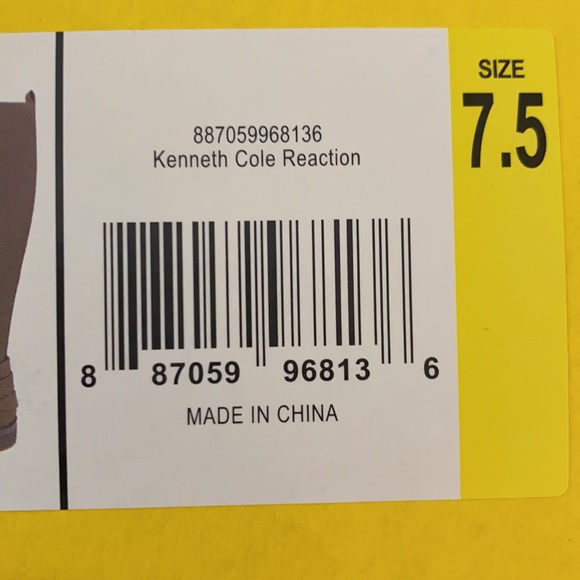 SIZE
7.5
887059968136
Kenneth Cole Reaction
8 87059 96813 6
MADE IN CHINA